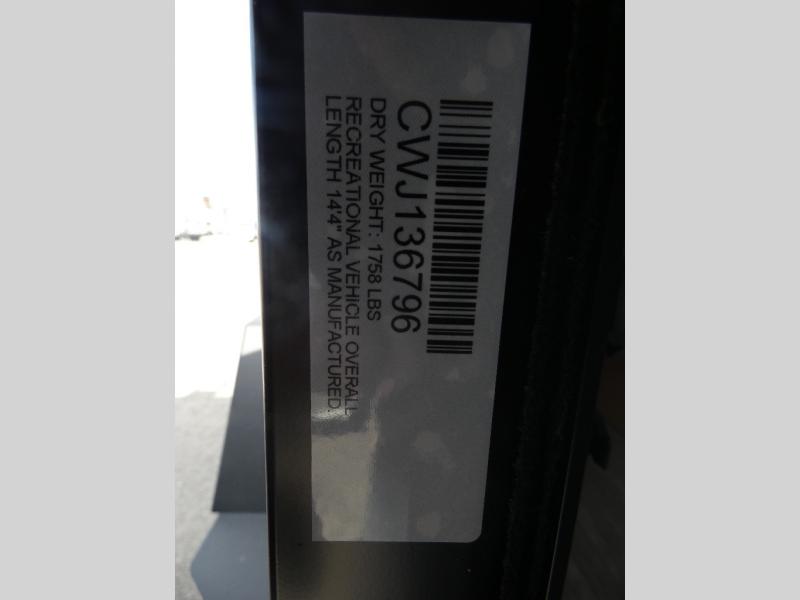 CWJ136796
DRY WEIGHT: 1758 LBS
RECREATIONAL VEHICLE OVERALL
LENGTH 14'4" AS MANUFACTURED.